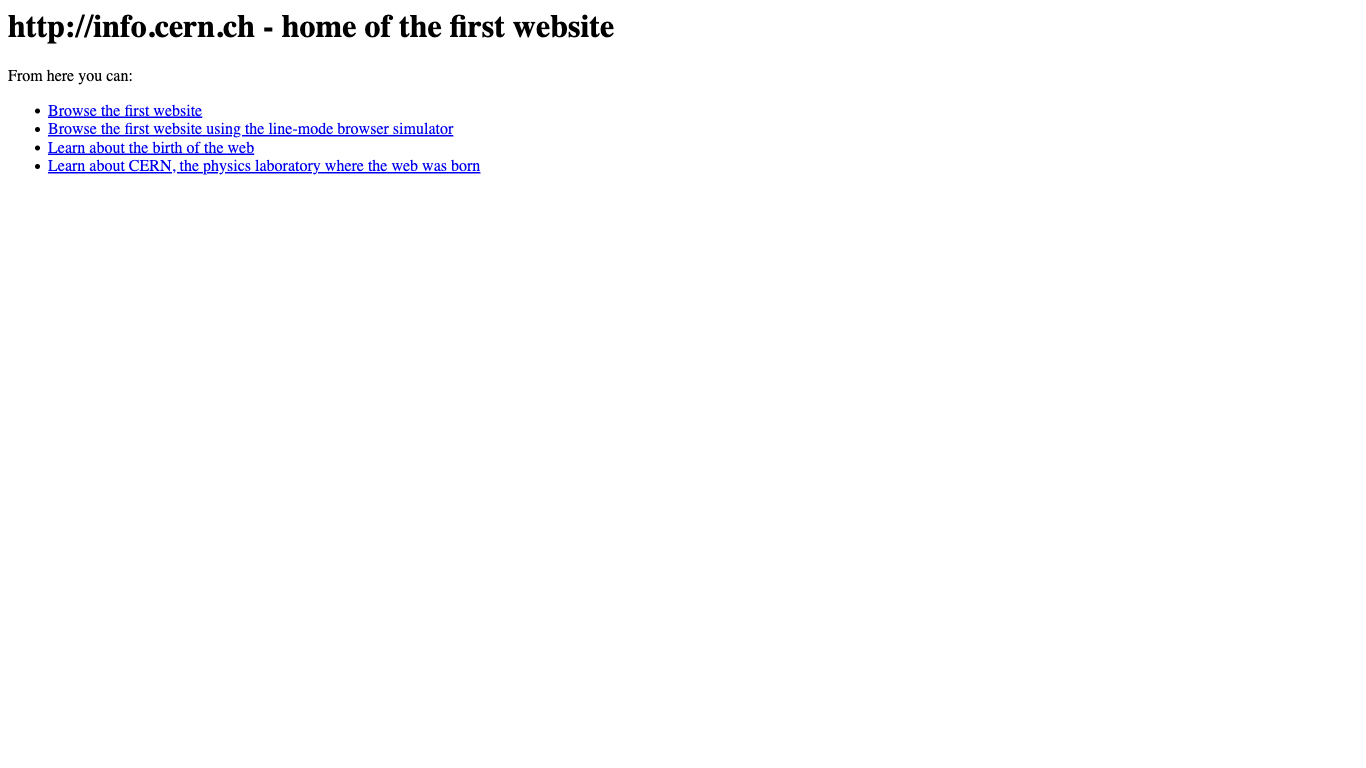 http://info.cern.ch - home of the first website
From here you can:
Browse the first website
Browse the first website using the line-mode browser simulator
Learn about the birth of the web
Learn about CERN, the physics laboratory where the web was born